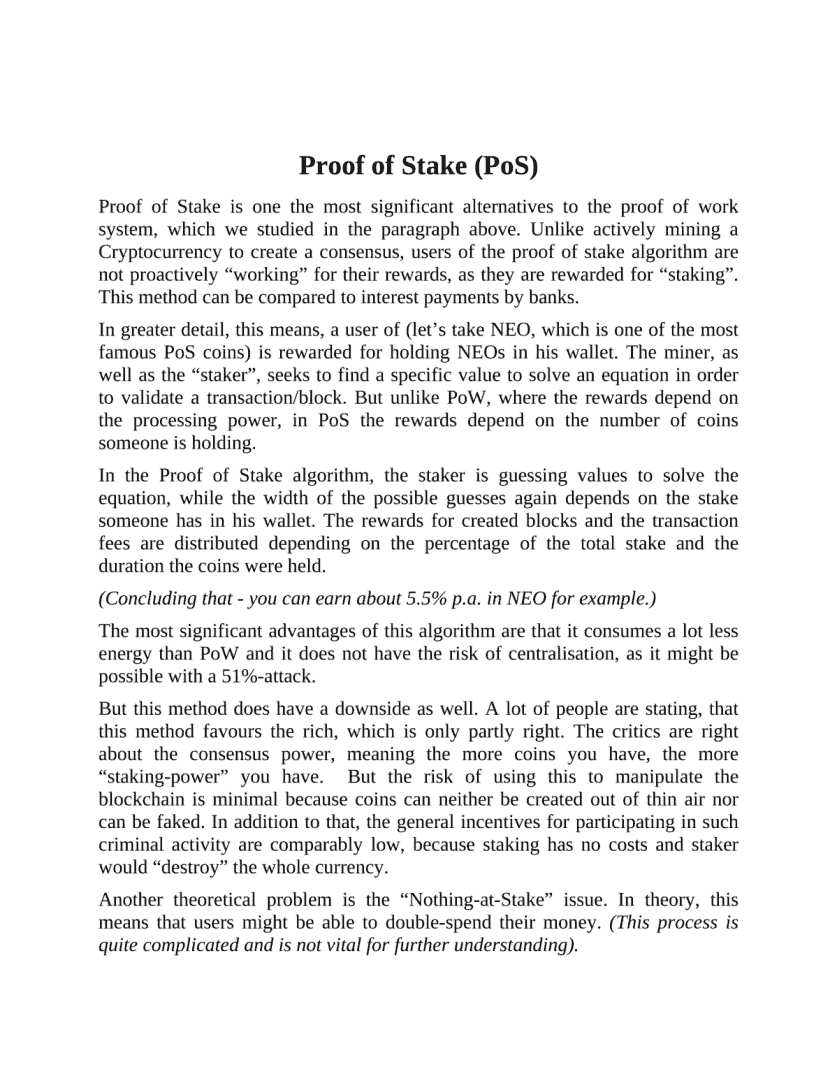 Proof of Stake (PoS)
Proof of Stake is one the most significant alternatives to the proof of work
system, which we studied in the paragraph above. Unlike actively mining a
Cryptocurrency to create a consensus, users of the proof of stake algorithm are
not proactively “working” for their rewards, as they are rewarded for “staking”.
This method can be compared to interest payments by banks.
In greater detail, this means, a user of (let’s take NEO, which is one of the most
famous PoS coins) is rewarded for holding NEOs in his wallet. The miner, as
well as the “staker”, seeks to find a specific value to solve an equation in order
to validate a transaction/block. But unlike PoW, where the rewards depend on
the processing power, in PoS the rewards depend on the number of coins
someone is holding.
In the Proof of Stake algorithm, the staker is guessing values to solve the
equation, while the width of the possible guesses again depends on the stake
someone has in his wallet. The rewards for created blocks and the transaction
fees are distributed depending on the percentage of the total stake and the
duration the coins were held.
(Concluding that - you can earn about 5.5% p.a. in NEO for example.)
The most significant advantages of this algorithm are that it consumes a lot less
energy than PoW and it does not have the risk of centralisation, as it might be
possible with a 51%-attack.
But this method does have a downside as well. A lot of people are stating, that
this method favours the rich, which is only partly right. The critics are right
about the consensus power, meaning the more coins you have, the more
“staking-power” you have. But the risk of using this to manipulate the
blockchain is minimal because coins can neither be created out of thin air nor
can be faked. In addition to that, the general incentives for participating in such
criminal activity are comparably low, because staking has no costs and staker
would “destroy” the whole currency.
Another theoretical problem is the “Nothing-at-Stake” issue. In theory, this
means that users might be able to double-spend their money. (This process is
quite complicated and is not vital for further understanding).